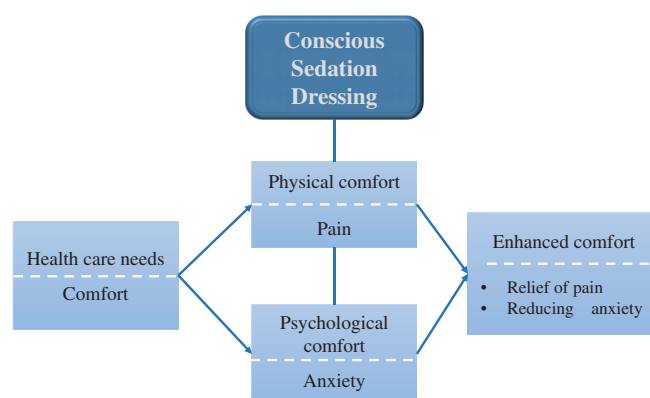 Conscious
Sedation
Dressing
Physical comfort
Pain
Health care needs
Comfort
Psychological
comfort
Anxiety
Enhanced comfort
• Relief of pain
• Reducing anxiety